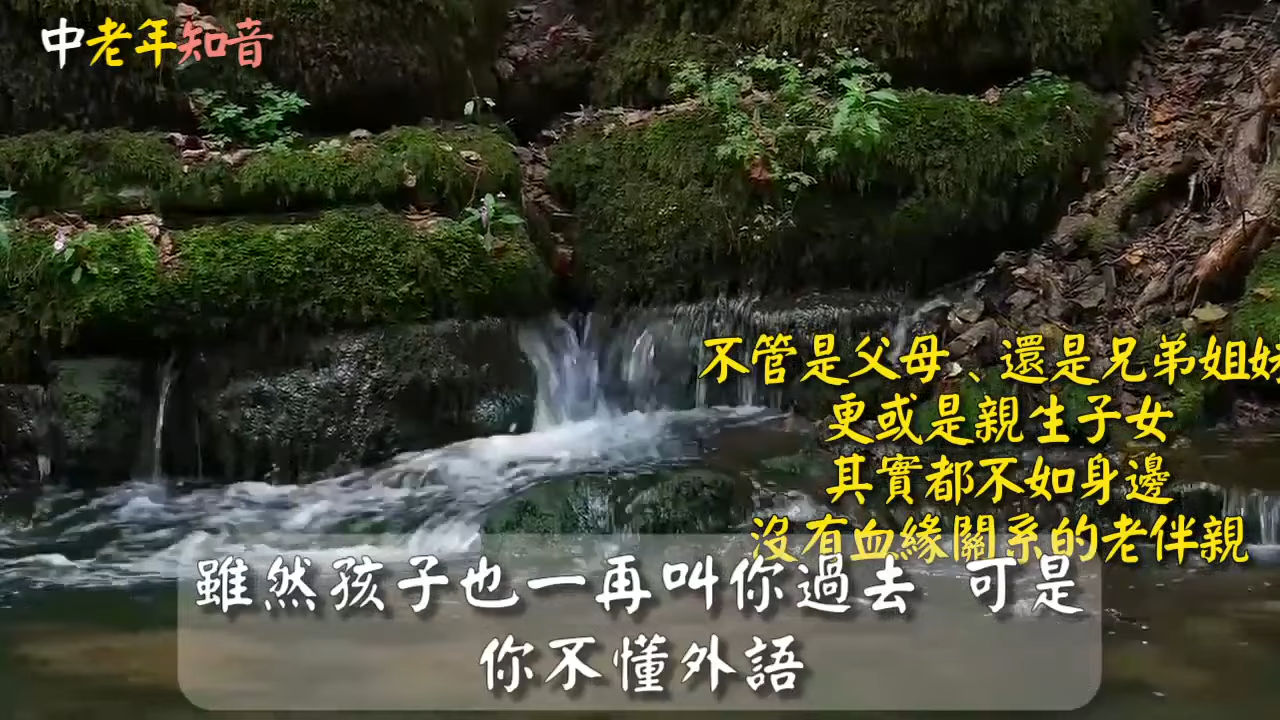 中老年知音
不管是父母、還是兄弟姐妹
更或是親生子女
其實都不如身邊
沒有血緣關系的老伴親
雖然孩子也一再叫你過去 可是
你不懂外語